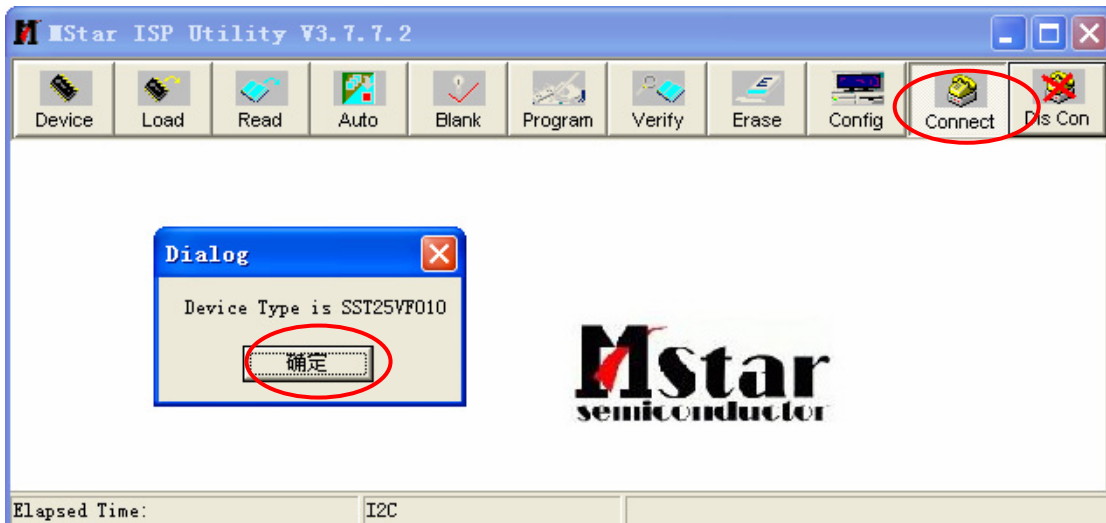 MStar ISP Utility V3.7.7.2
Device Load Read Auto Blank Program Verify Erase Config Connect Dis Con
Dialog
Device Type is SST25VF010
确定
MStar
semiconductor
Elapsed Time: I2C